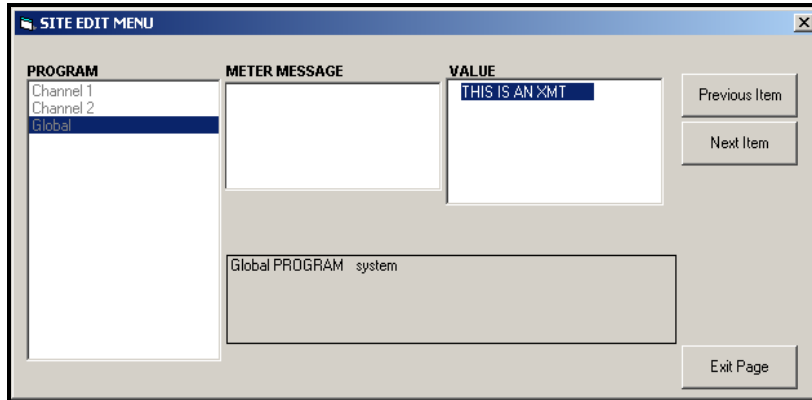 SITE EDIT MENU
PROGRAM
Channel 1
Channel 2
Global
METER MESSAGE
VALUE
THIS IS AN XMT
Previous Item
Next Item
Global PROGRAM system
Exit Page